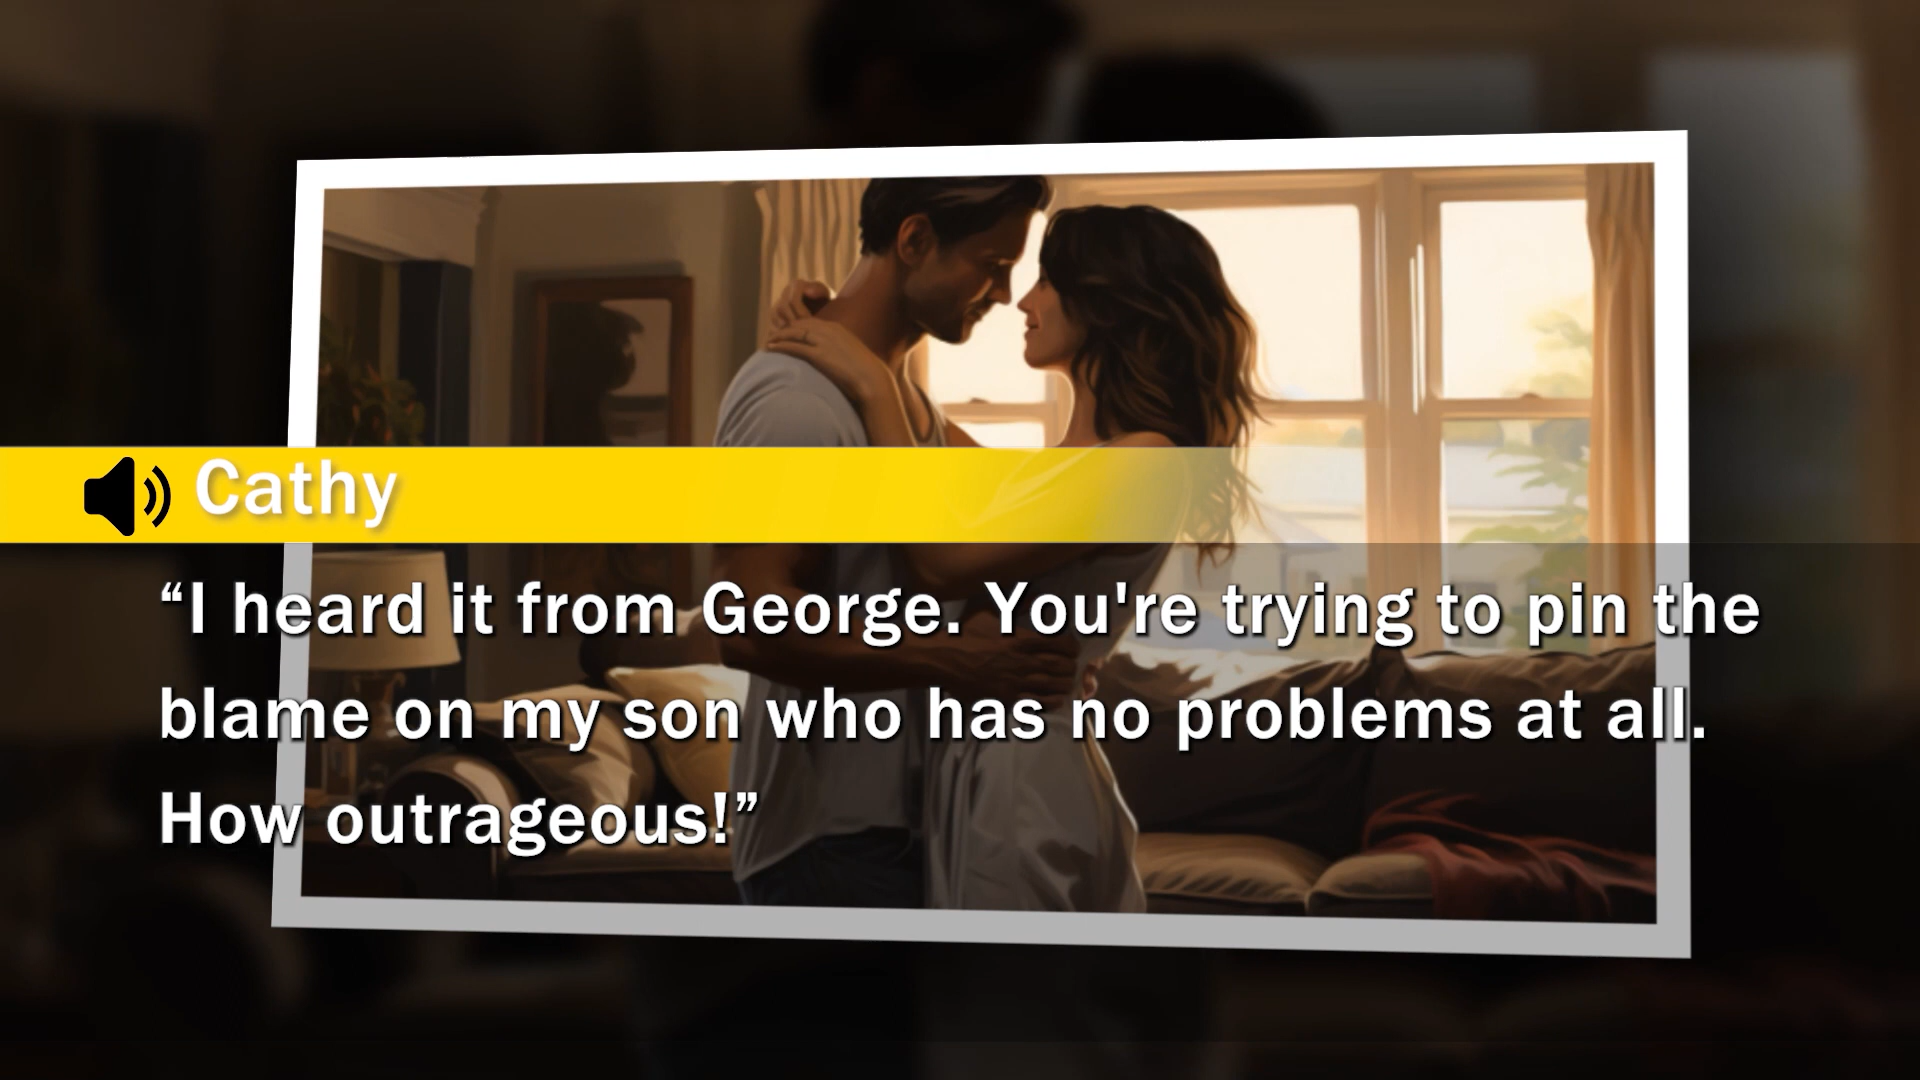 Cathy
“I heard it from George. You're trying to pin the
blame on my son who has no problems at all.
How outrageous!”